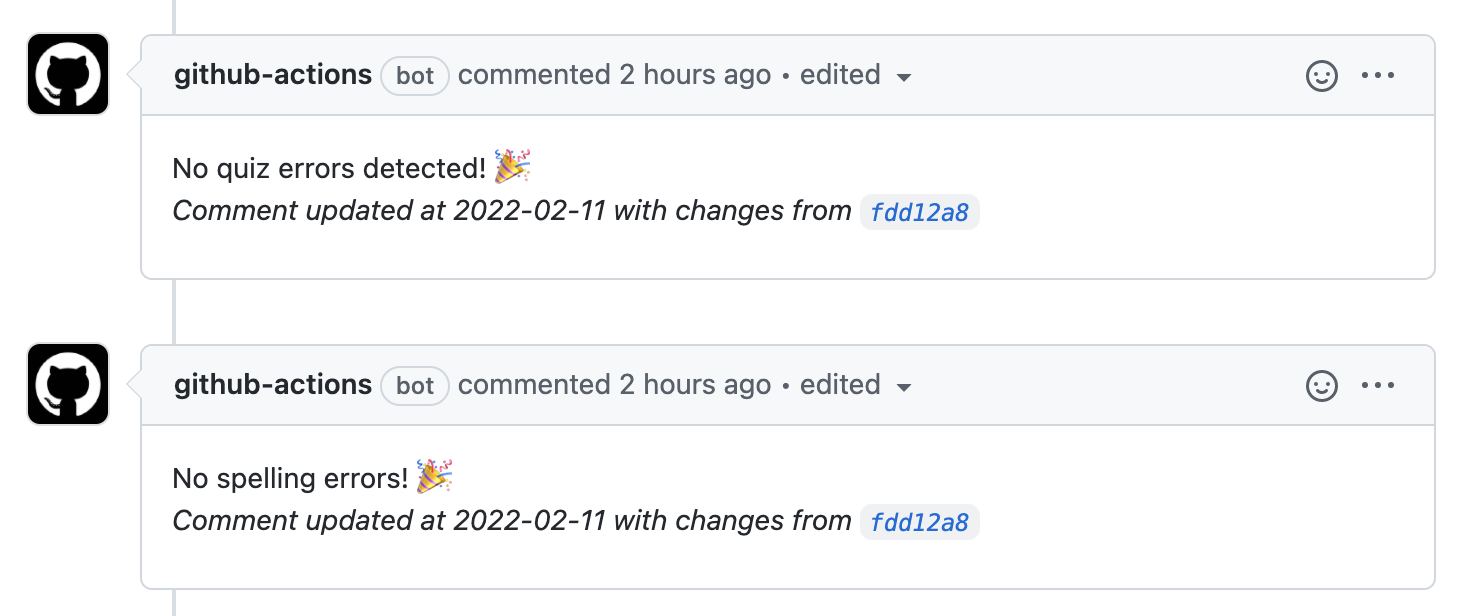 github-actions bot commented 2 hours ago • edited
No quiz errors detected! 🎉
Comment updated at 2022-02-11 with changes from fdd12a8
github-actions bot commented 2 hours ago • edited
No spelling errors! 🎉
Comment updated at 2022-02-11 with changes from fdd12a8